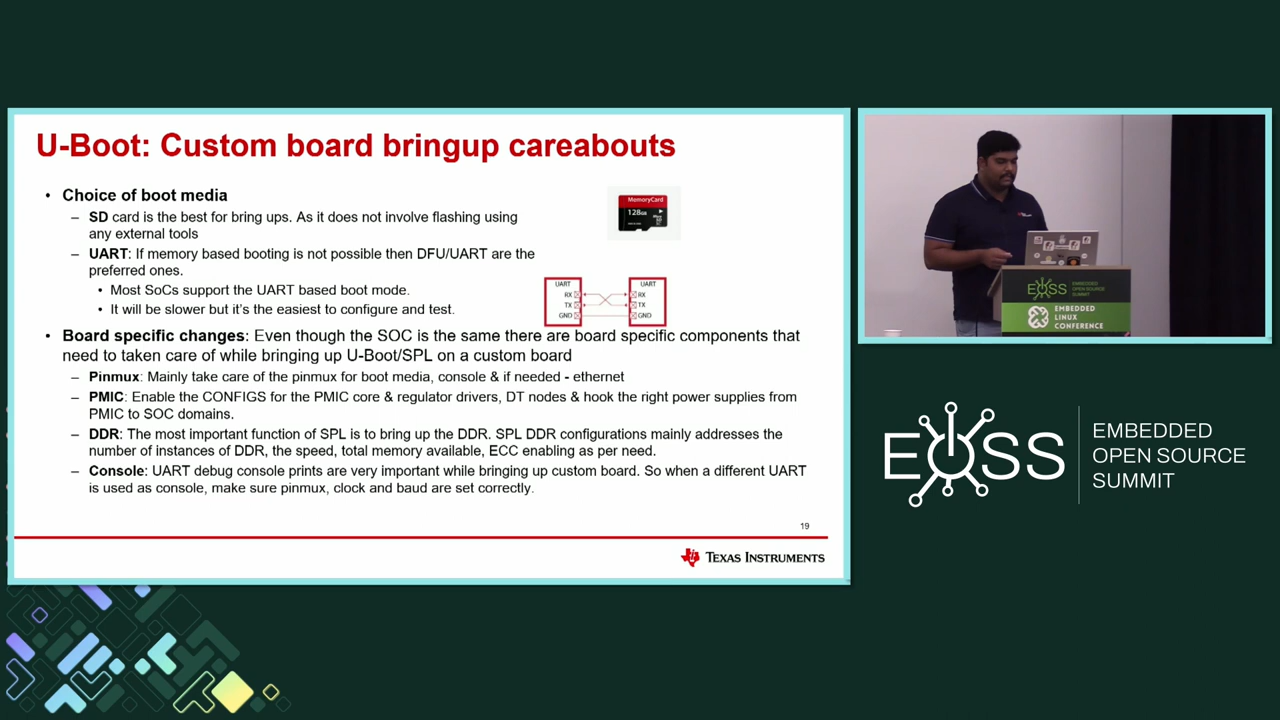 U-Boot: Custom board bringup careabouts
• Choice of boot media
– SD card is the best for bring ups. As it does not involve flashing using
any external tools
– UART: If memory based booting is not possible then DFU/UART are the
preferred ones.
• Most SoCs support the UART based boot mode.
• It will be slower but it's the easiest to configure and test.
MemoryCard
128GB
UART
RX
TX
GND
UART
RX
TX
GND
• Board specific changes: Even though the SOC is the same there are board specific components that
need to taken care of while bringing up U-Boot/SPL on a custom board
– Pinmux: Mainly take care of the pinmux for boot media, console & if needed - ethernet
– PMIC: Enable the CONFIGS for the PMIC core & regulator drivers, DT nodes & hook the right power supplies from
PMIC to SOC domains.
– DDR: The most important function of SPL is to bring up the DDR. SPL DDR configurations mainly addresses the
number of instances of DDR, the speed, total memory available, ECC enabling as per need.
– Console: UART debug console prints are very important while bringing up custom board. So when a different UART
is used as console, make sure pinmux, clock and baud are set correctly.
19
TEXAS INSTRUMENTS
EOSS
EMBEDDED
OPEN SOURCE
SUMMIT
EMBEDDED
LINUX
CONFERENCE
EOSS
EMBEDDED
OPEN SOURCE
SUMMIT